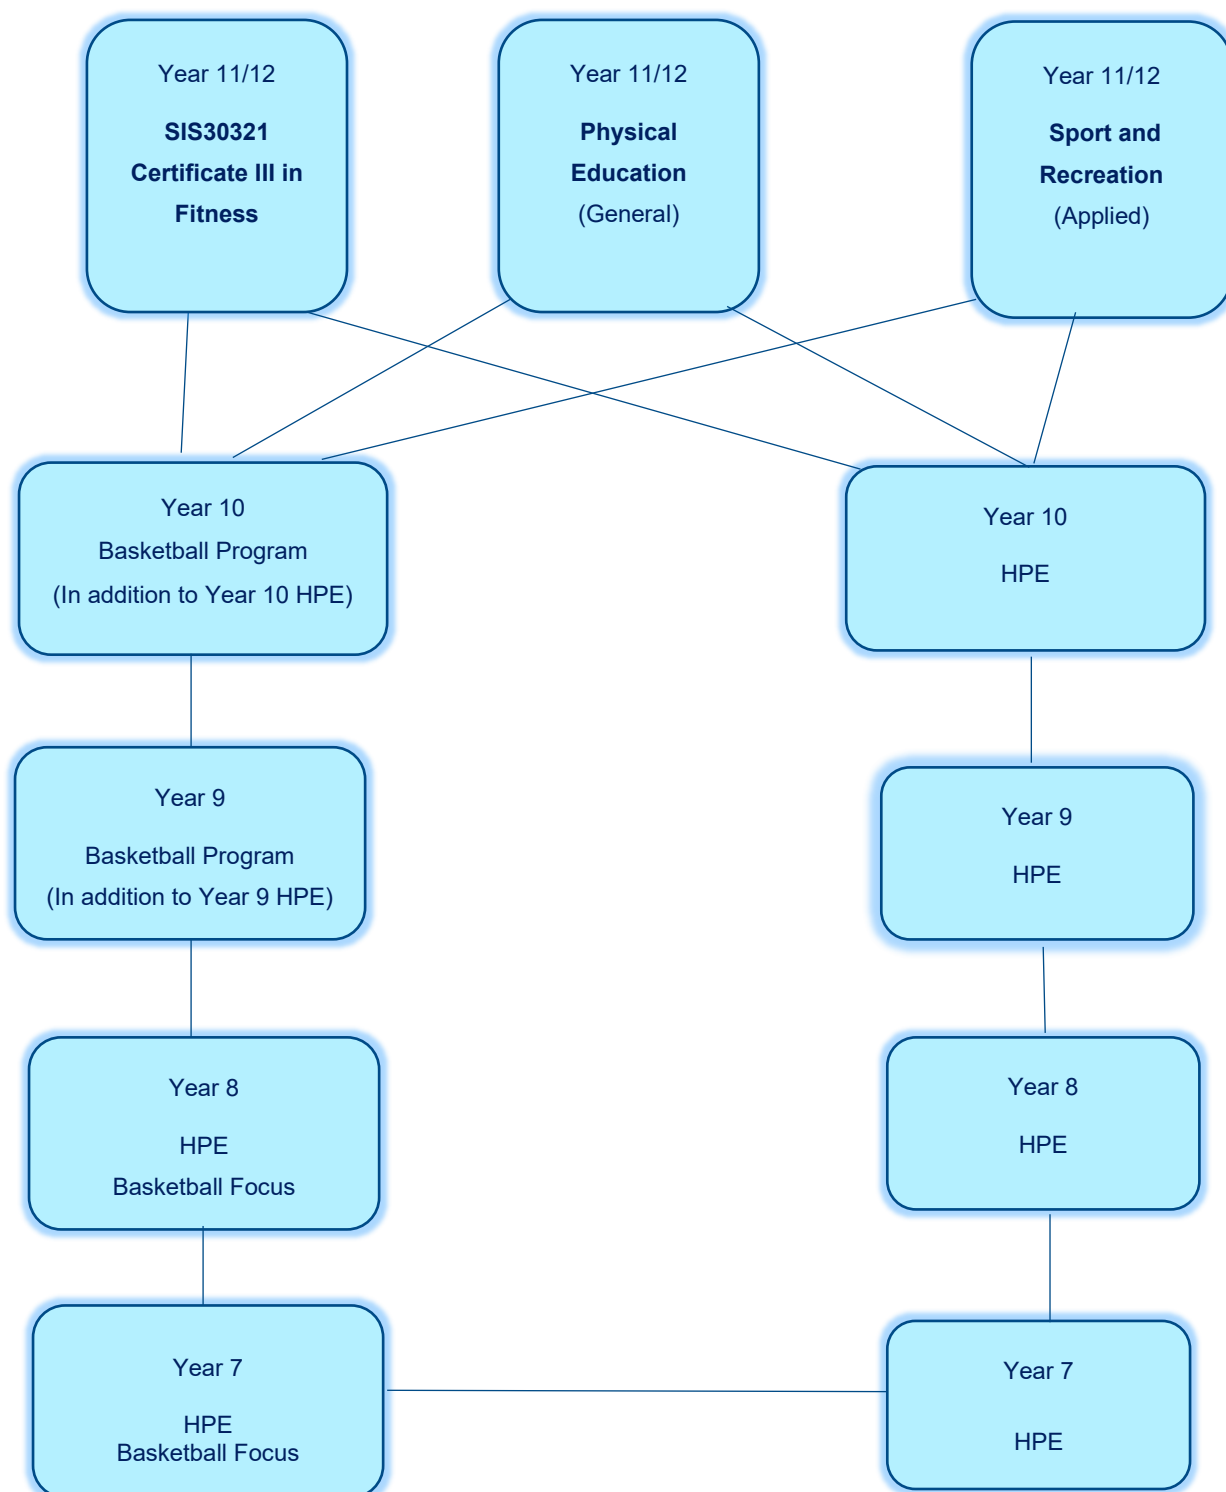 Year 11/12
SIS30321
Certificate III in
Fitness
Year 11/12
Physical
Education
(General)
Year 11/12
Sport and
Recreation
(Applied)
Year 10
Basketball Program
(In addition to Year 10 HPE)
Year 10
HPE
Year 9
Basketball Program
(In addition to Year 9 HPE)
Year 9
HPE
Year 8
HPE
Basketball Focus
Year 8
HPE
Year 7
HPE
Basketball Focus
Year 7
HPE